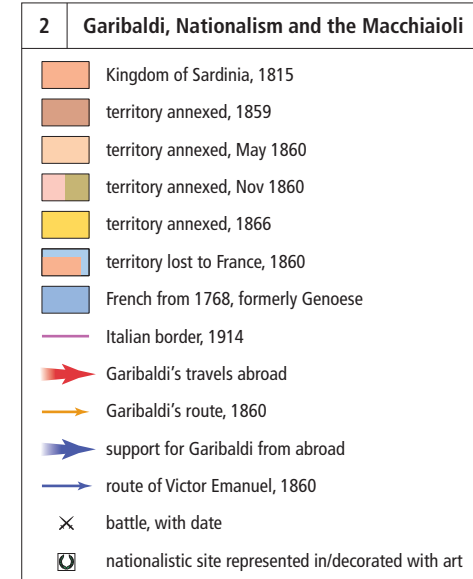 2 Garibaldi, Nationalism and the Macchiaioli
Kingdom of Sardinia, 1815
territory annexed, 1859
territory annexed, May 1860
territory annexed, Nov 1860
territory annexed, 1866
territory lost to France, 1860
French from 1768, formerly Genoese
Italian border, 1914
Garibaldi's travels abroad
Garibaldi's route, 1860
support for Garibaldi from abroad
route of Victor Emanuel, 1860
battle, with date
nationalistic site represented in/decorated with art